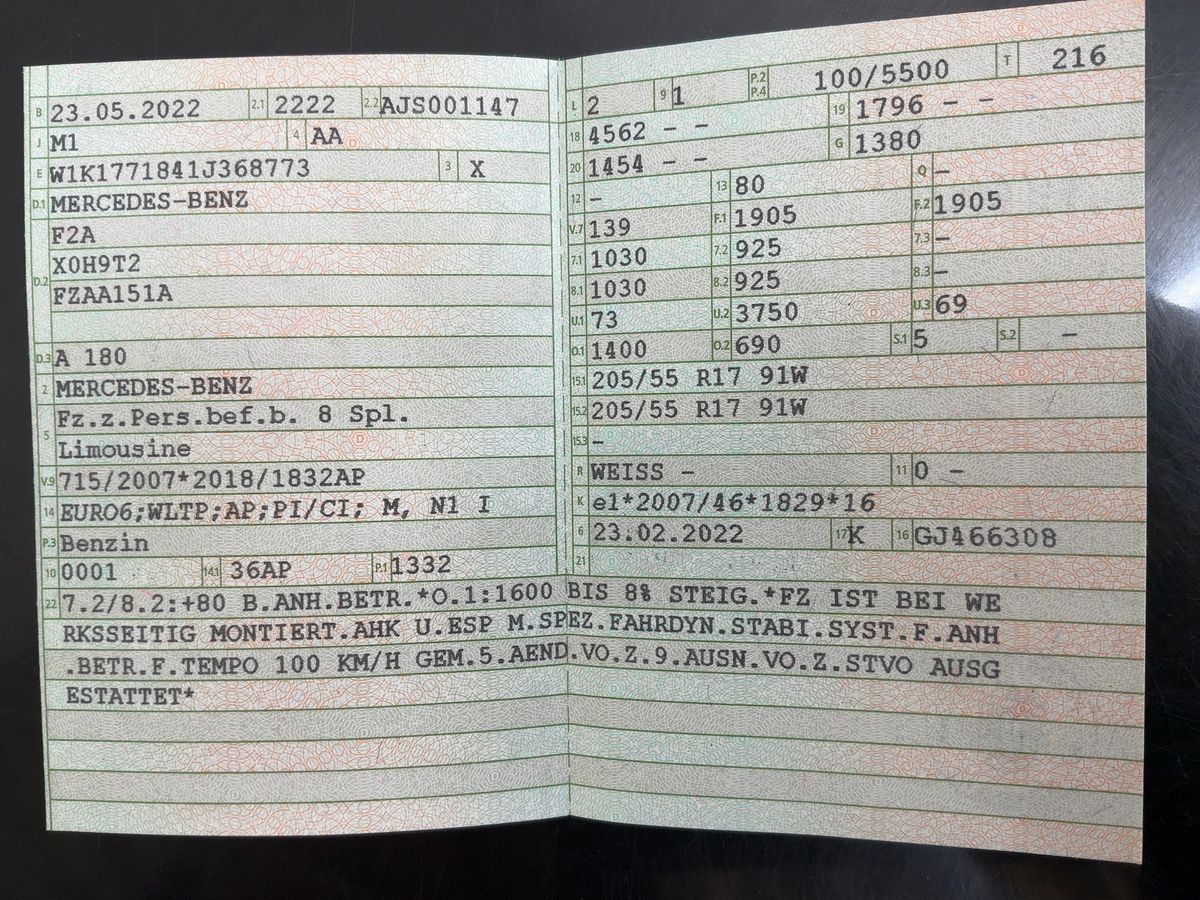 B 23.05.2022 2.1 2222 2.2 AJS001147
J M1 4 AA
E W1K1771841J368773 3 X
D.1 MERCEDES-BENZ
F2A
D.2 X0H9T2
FZAA151A
D.3 A 180
2 MERCEDES-BENZ
5 Fz.z.Pers.bef.b. 8 Spl.
Limousine
V.9 715/2007*2018/1832AP
14 EURO6;WLTP;AP;PI/CI; M, N1 I
P.3 Benzin
10 0001 14.1 36AP P.1 1332
L 2 9 1 P.2 P.4 100/5500 T 216
18 4562 - - 19 1796 - -
20 1454 - - G 1380
12 - 13 80 Q -
V.7 139 F.1 1905 F.2 1905
7.1 1030 7.2 925 7.3 -
8.1 1030 8.2 925 8.3 -
U.1 73 U.2 3750 U.3 69
O.1 1400 O.2 690 S.1 5 S.2 -
15.1 205/55 R17 91W
15.2 205/55 R17 91W
15.3 -
R WEISS - 11 0 -
K e1*2007/46*1829*16
6 23.02.2022 17 K 16 GJ466308
21
22 7.2/8.2:+80 B.ANH.BETR.*O.1:1600 BIS 8% STEIG.*FZ IST BEI WE
RKSSEITIG MONTIERT.AHK U.ESP M.SPEZ.FAHRDYN.STABI.SYST.F.ANH
.BETR.F.TEMPO 100 KM/H GEM.5.AEND.VO.Z.9.AUSN.VO.Z.STVO AUSG
ESTATTET*